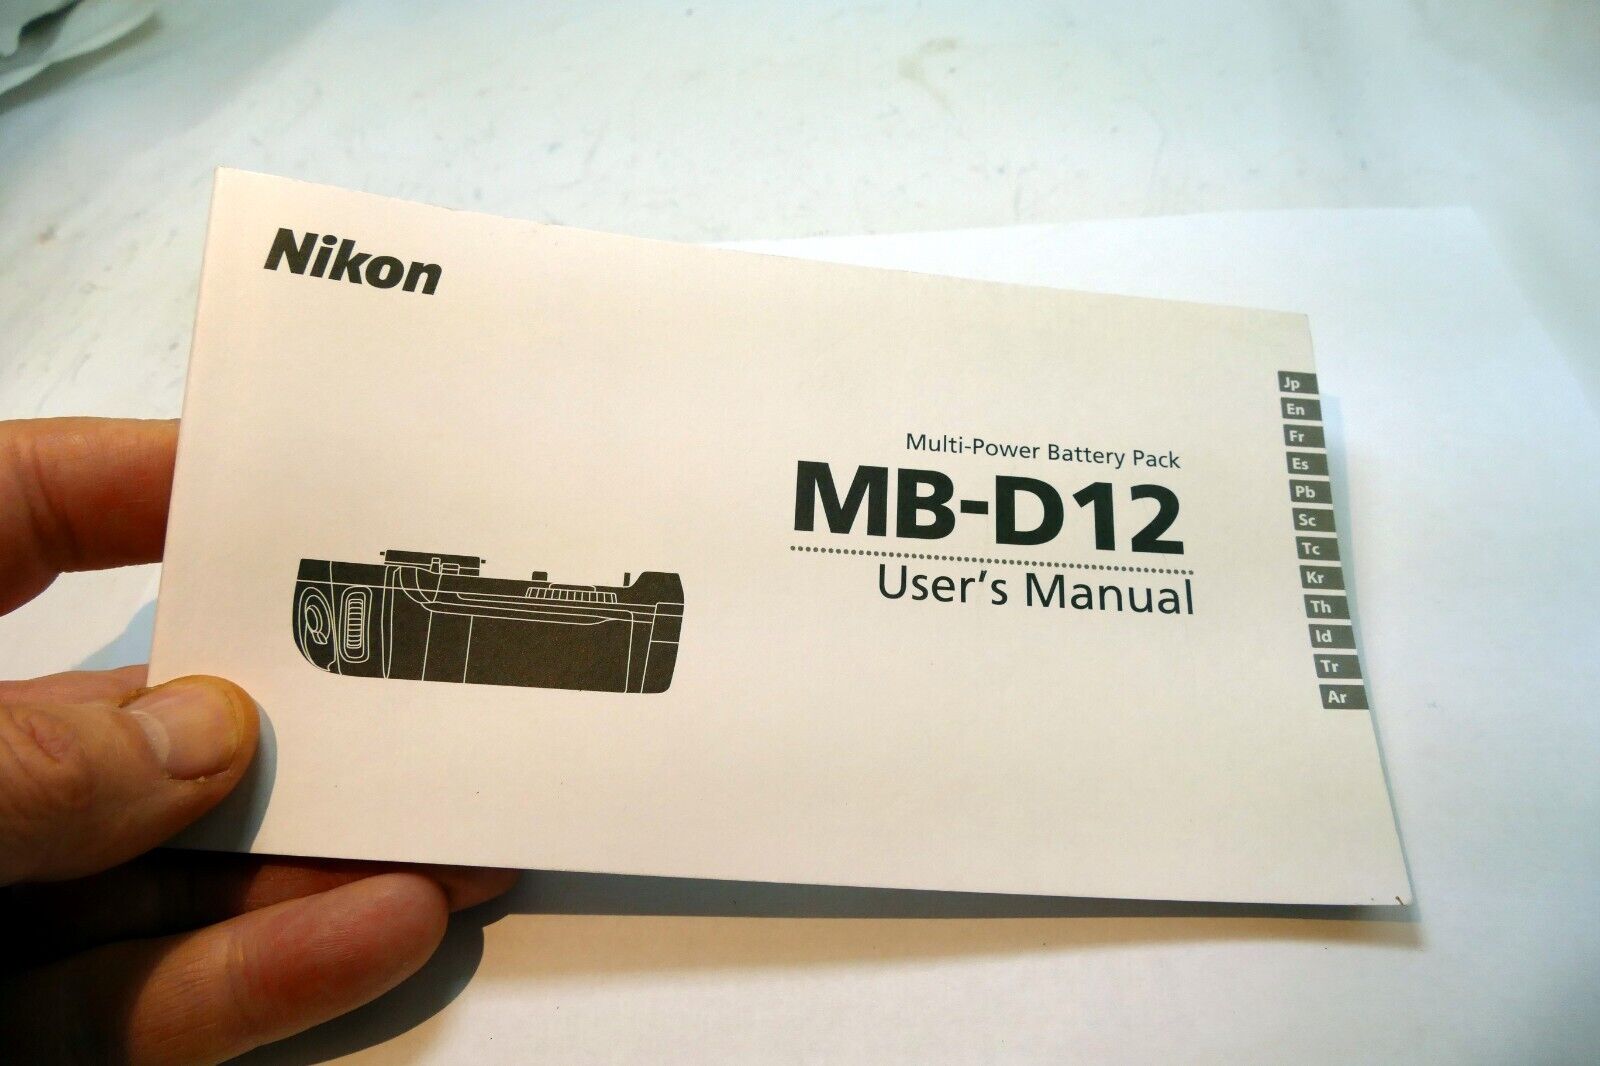 Nikon
Multi-Power Battery Pack
MB-D12
User's Manual
Jp
En
Fr
Es
Pb
Sc
Tc
Kr
Th
Id
Tr
Ar